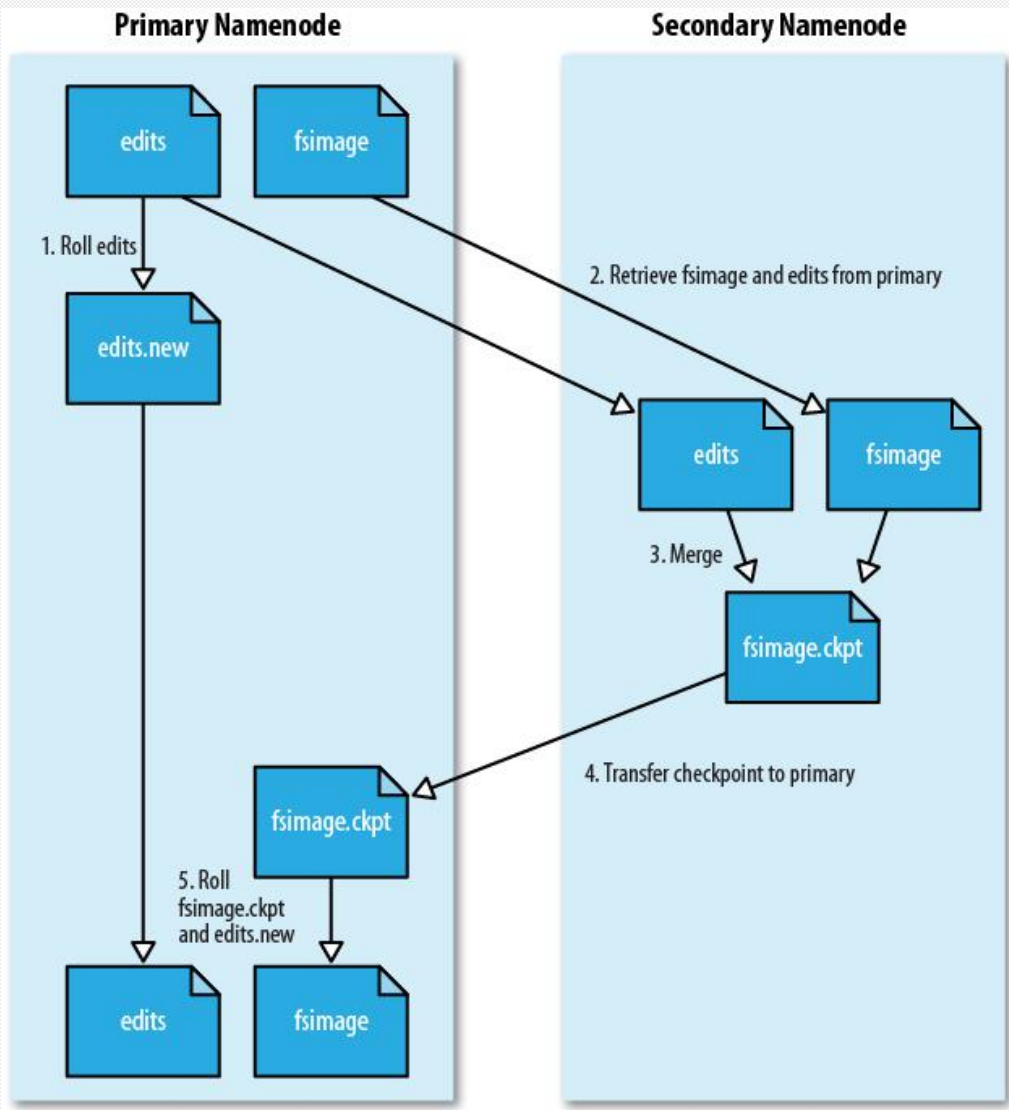 Primary Namenode
Secondary Namenode
edits
fsimage
1. Roll edits
2. Retrieve fsimage and edits from primary
edits.new
edits
fsimage
3. Merge
fsimage.ckpt
4. Transfer checkpoint to primary
fsimage.ckpt
5. Roll
fsimage.ckpt
and edits.new
edits
fsimage